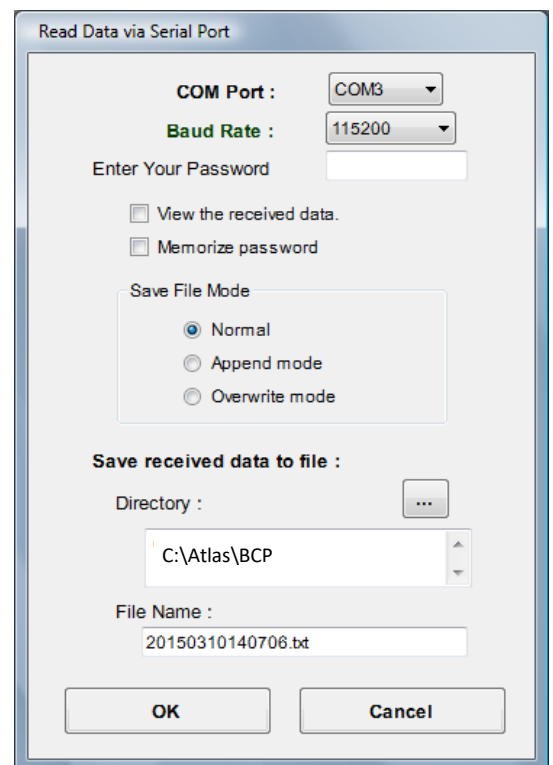 Read Data via Serial Port
COM Port :
COM3
Baud Rate :
115200
Enter Your Password
View the received data.
Memorize password
Save File Mode
Normal
Append mode
Overwrite mode
Save received data to file :
Directory :
...
C:\Atlas\BCP
File Name :
20150310140706.txt
OK
Cancel